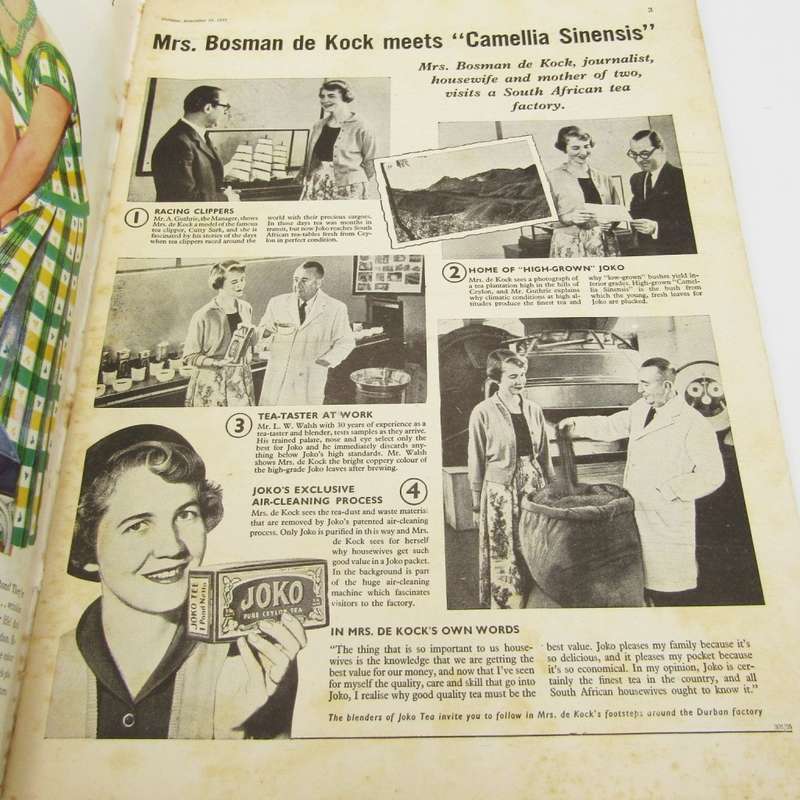 3
Mrs. Bosman de Kock meets "Camellia Sinensis"
Mrs. Bosman de Kock, journalist,
housewife and mother of two,
visits a South African tea
factory.
1 RACING CLIPPERS
Mr. A. Guthrie, the Manager, shows
Mrs. de Kock a model of the famous
tea clipper, Cutty Sark, and she is
fascinated by his stories of the days
when tea clippers raced around the
world with their precious cargoes.
In those days tea was months in
transit, but now Joko reaches South
African tea-tables fresh from Cey-
lon in perfect condition.
2 HOME OF "HIGH-GROWN" JOKO
Mrs. de Kock sees a photograph of
a tea plantation high in the hills of
Ceylon, and Mr. Guthrie explains
why climatic conditions at high al-
titudes produce the finest tea and
why "low-grown" bushes yield in-
terior grades. High-grown "Camel-
lia Sinensis" is the bush from
which the young, fresh leaves for
Joko are plucked.
3 TEA-TASTER AT WORK
Mr. L. W. Walsh with 30 years of experience as a
tea-taster and blender, tests samples as they arrive.
His trained palate, nose and eye select only the
best for Joko and he immediately discards any-
thing below Joko's high standards. Mr. Walsh
shows Mrs. de Kock the bright coppery colour of
the high-grade Joko leaves after brewing.
JOKO'S EXCLUSIVE
AIR-CLEANING PROCESS 4
Mrs. de Kock sees the tea-dust and waste material
that are removed by Joko's patented air-cleaning
process. Only Joko is purified in this way and Mrs.
de Kock sees for herself
why housewives get such
good value in a Joko packet.
In the background is part
of the huge air-cleaning
machine which fascinates
visitors to the factory.
JOKO TEE
1 Pond Netto
JOKO
PURE CEYLON TEA
IN MRS. DE KOCK'S OWN WORDS
"The thing that is so important to us house-
wives is the knowledge that we are getting the
best value for our money, and now that I've seen
for myself the quality, care and skill that go into
Joko, I realise why good quality tea must be the
best value. Joko pleases my family because it's
so delicious, and it pleases my pocket because
it's so economical. In my opinion, Joko is cer-
tainly the finest tea in the country, and all
South African housewives ought to know it."
The blenders of Joko Tea invite you to follow in Mrs. de Kock's footsteps around the Durban factory